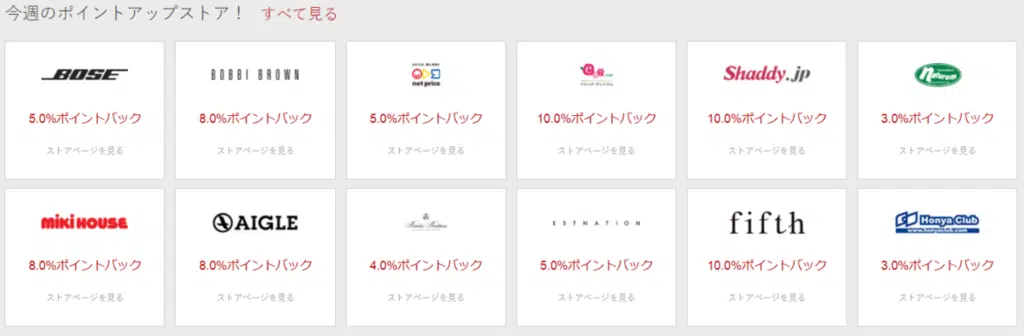 今週のポイントアップストア！ すべて見る
BOSE
5.0%ポイントバック
ストアページを見る
BOBBI BROWN
8.0%ポイントバック
ストアページを見る
net price
5.0%ポイントバック
ストアページを見る
10.0%ポイントバック
ストアページを見る
Shaddy.jp
10.0%ポイントバック
ストアページを見る
Naturum
3.0%ポイントバック
ストアページを見る
miki HOUSE
8.0%ポイントバック
ストアページを見る
AIGLE
8.0%ポイントバック
ストアページを見る
4.0%ポイントバック
ストアページを見る
ESTNATION
5.0%ポイントバック
ストアページを見る
fifth
10.0%ポイントバック
ストアページを見る
Honya Club
www.honyaclub.com
3.0%ポイントバック
ストアページを見る